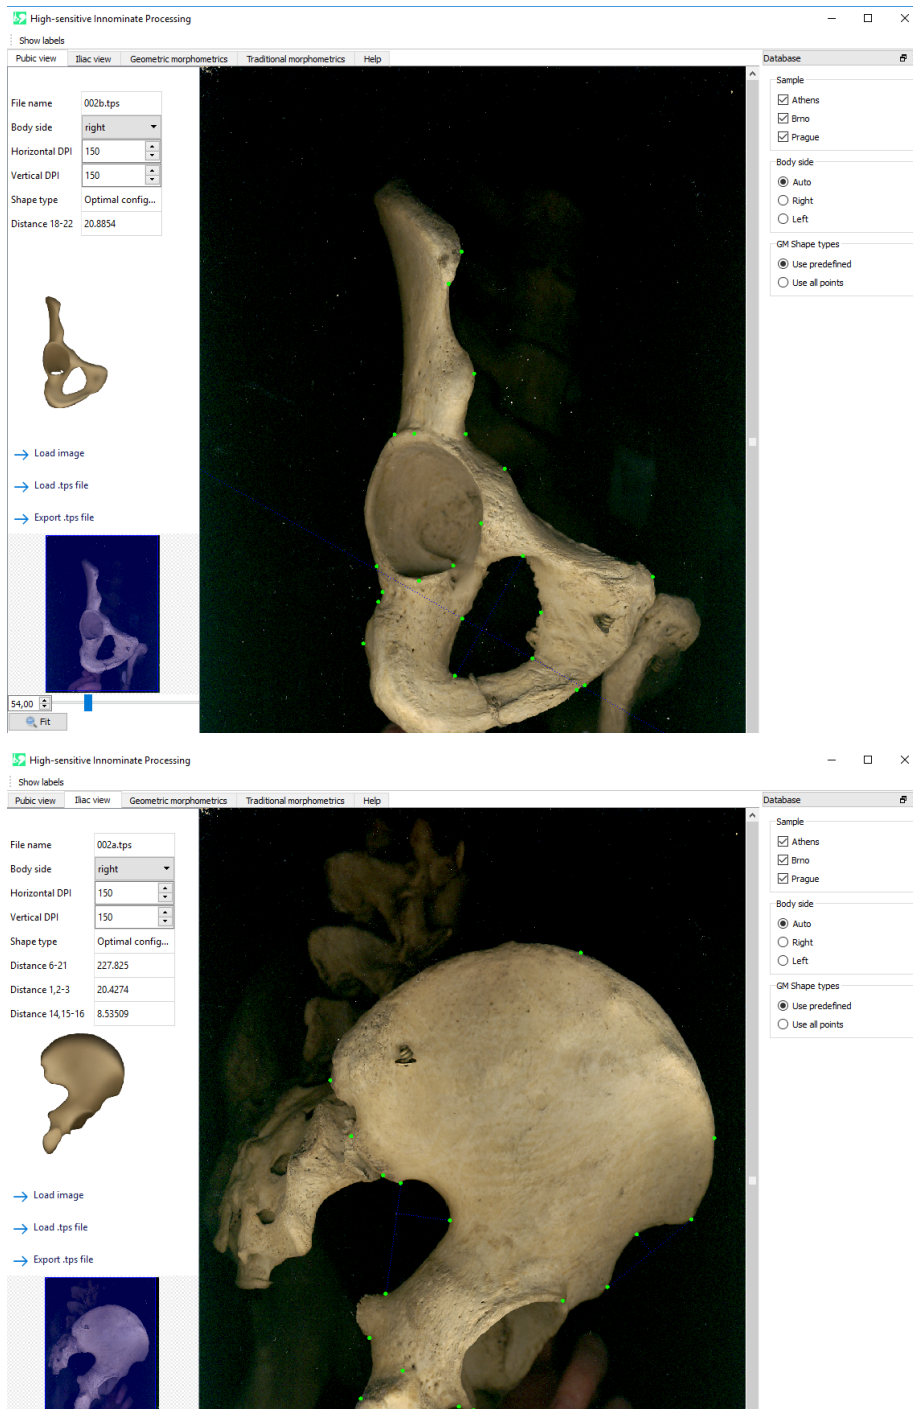 High-sensitive Innominate Processing
Show labels
Pubic view Iliac view Geometric morphometrics Traditional morphometrics Help
File name 002b.tps
Body side right
Horizontal DPI 150
Vertical DPI 150
Shape type Optimal config...
Distance 18-22 20.8854
Load image
Load .tps file
Export .tps file
54,00
Fit
Database
Sample
Athens
Brno
Prague
Body side
Auto
Right
Left
GM Shape types
Use predefined
Use all points
High-sensitive Innominate Processing
Show labels
Pubic view Iliac view Geometric morphometrics Traditional morphometrics Help
File name 002a.tps
Body side right
Horizontal DPI 150
Vertical DPI 150
Shape type Optimal config...
Distance 6-21 227.825
Distance 1,2-3 20.4274
Distance 14,15-16 8.53509
Load image
Load .tps file
Export .tps file
Database
Sample
Athens
Brno
Prague
Body side
Auto
Right
Left
GM Shape types
Use predefined
Use all points